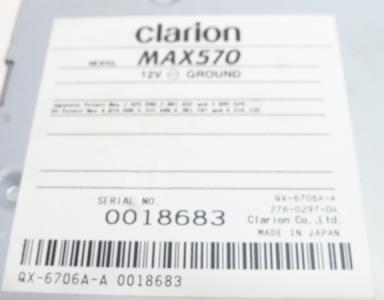 clarion
MODEL MAX570
12V ⊖ GROUND
SERIAL NO.
0018683
QX-6706A-A
276-0297-04
Clarion Co.,Ltd.
MADE IN JAPAN
QX-6706A-A 0018683